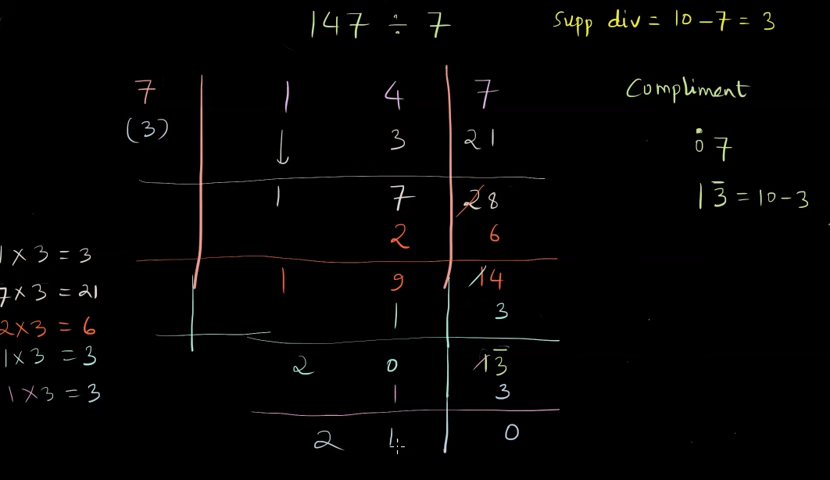 147 ÷ 7 Supp div = 10 - 7 = 3
7 1 4 7 Compliment
(3) ↓ 3 21 07
1 7 28 1 3̅ = 10 - 3
2 6
1 × 3 = 3 1 9 14
7 × 3 = 21 1 3
2 × 3 = 6
1 × 3 = 3 2 0 13̅
1 × 3 = 3 1 3
2 0